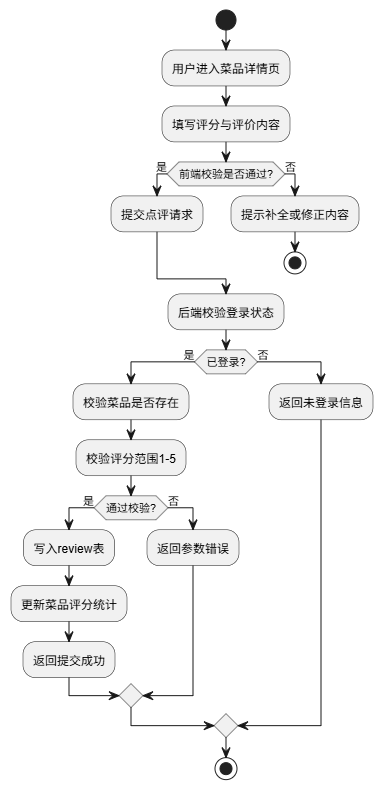 用户进入菜品详情页
填写评分与评价内容
前端校验是否通过?
是
否
提交点评请求
提示补全或修正内容
后端校验登录状态
已登录?
是
否
校验菜品是否存在
返回未登录信息
校验评分范围1-5
通过校验?
是
否
写入review表
返回参数错误
更新菜品评分统计
返回提交成功